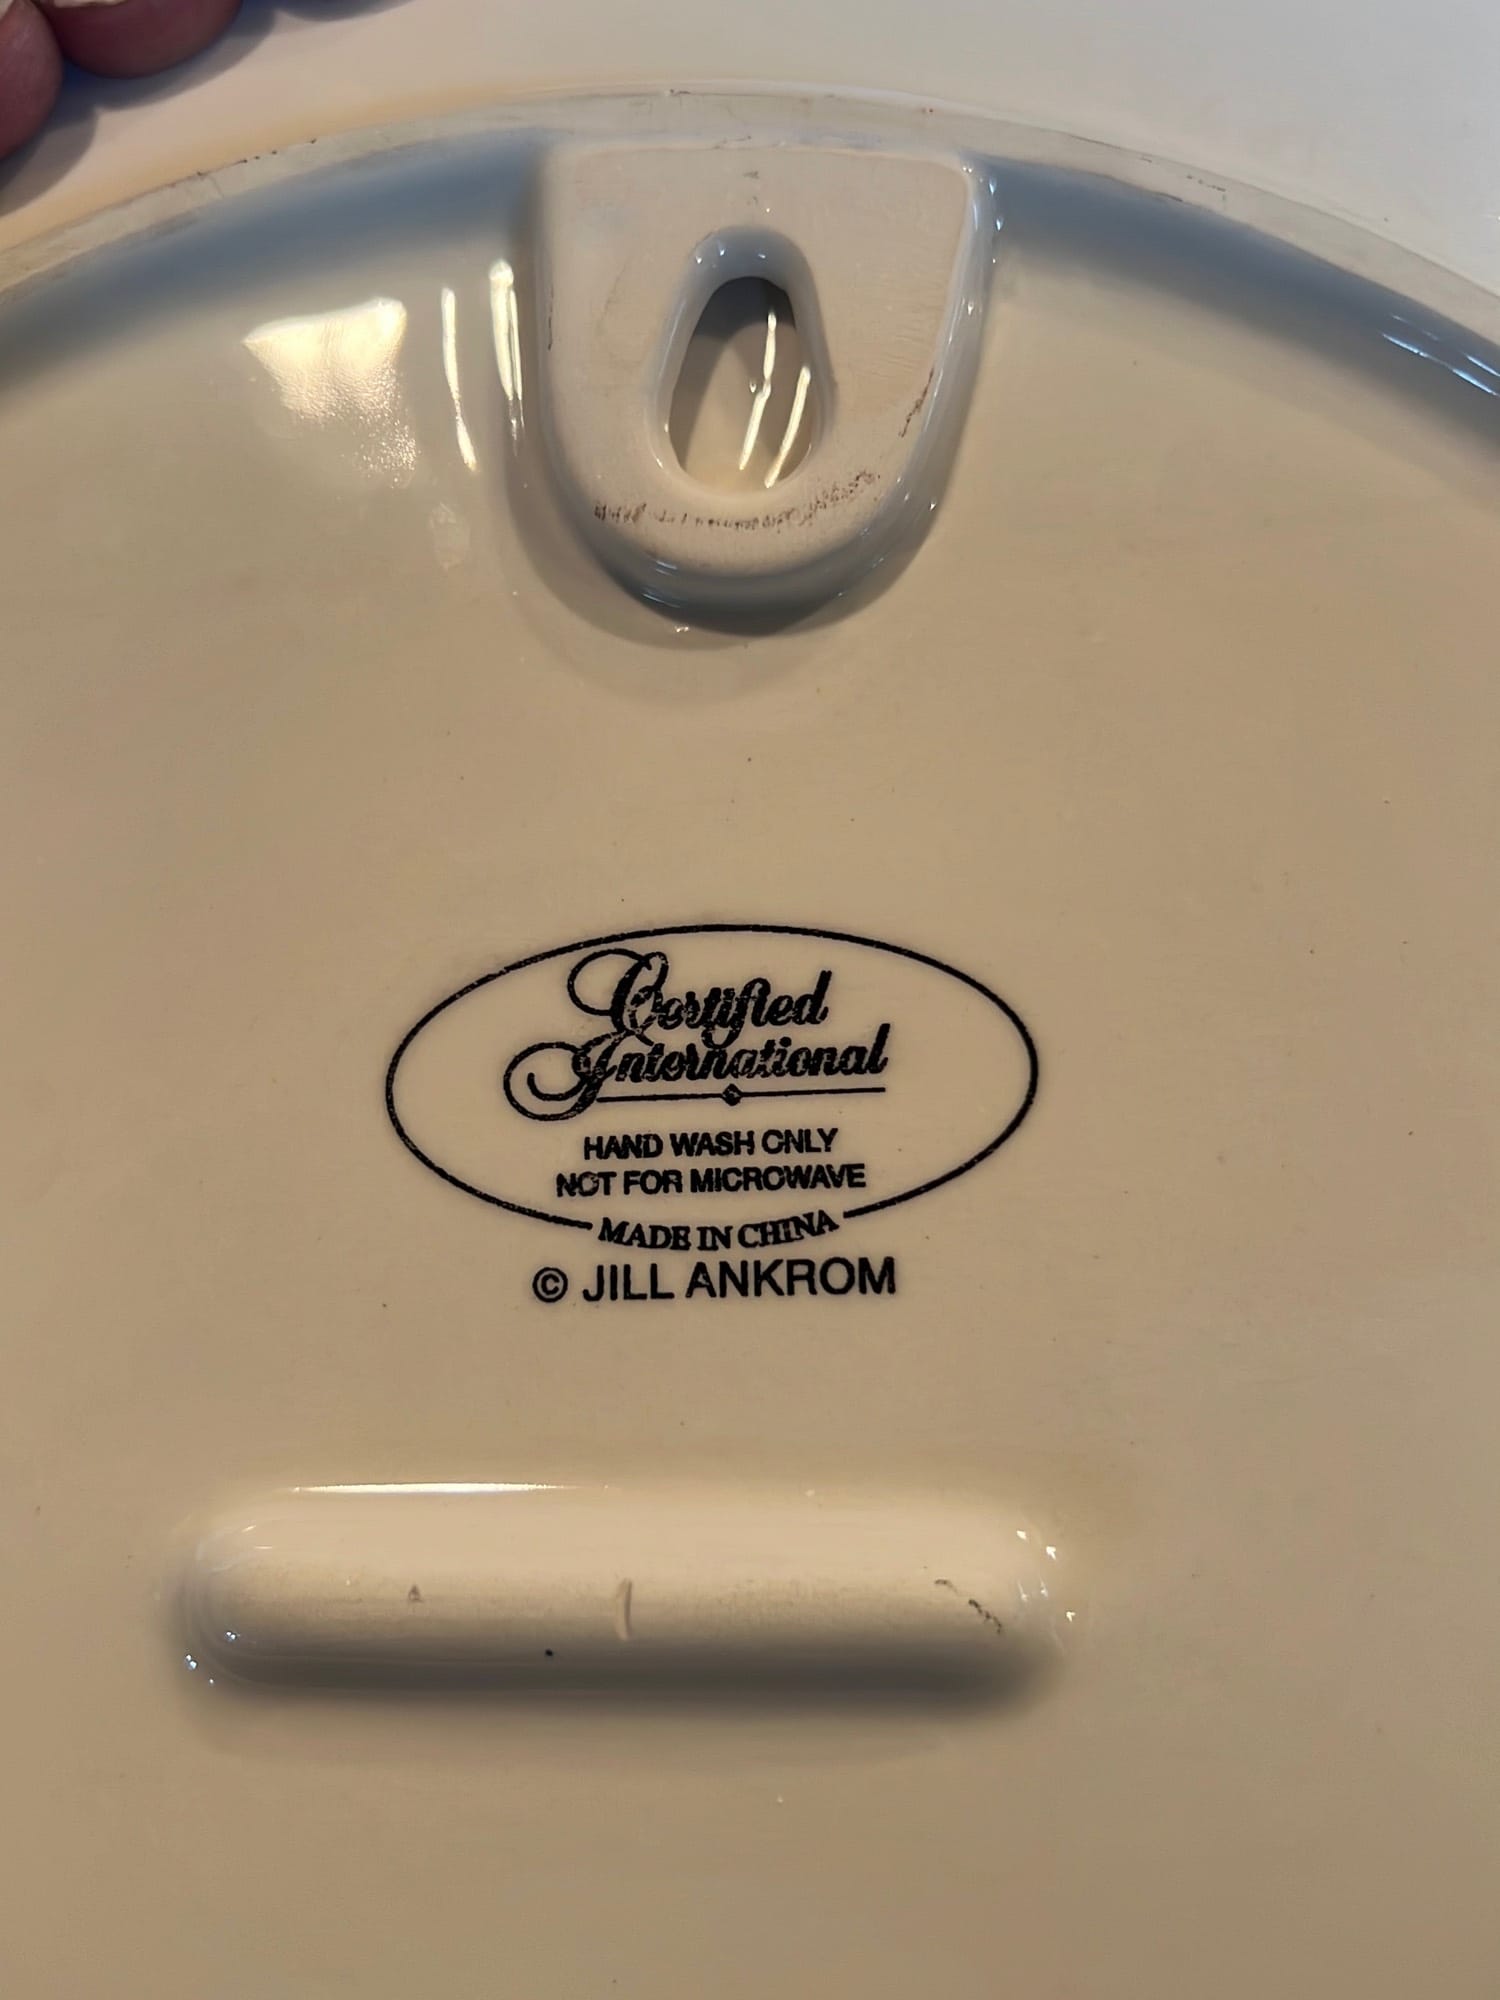 Certified
International
HAND WASH ONLY
NOT FOR MICROWAVE
MADE IN CHINA
© JILL ANKROM